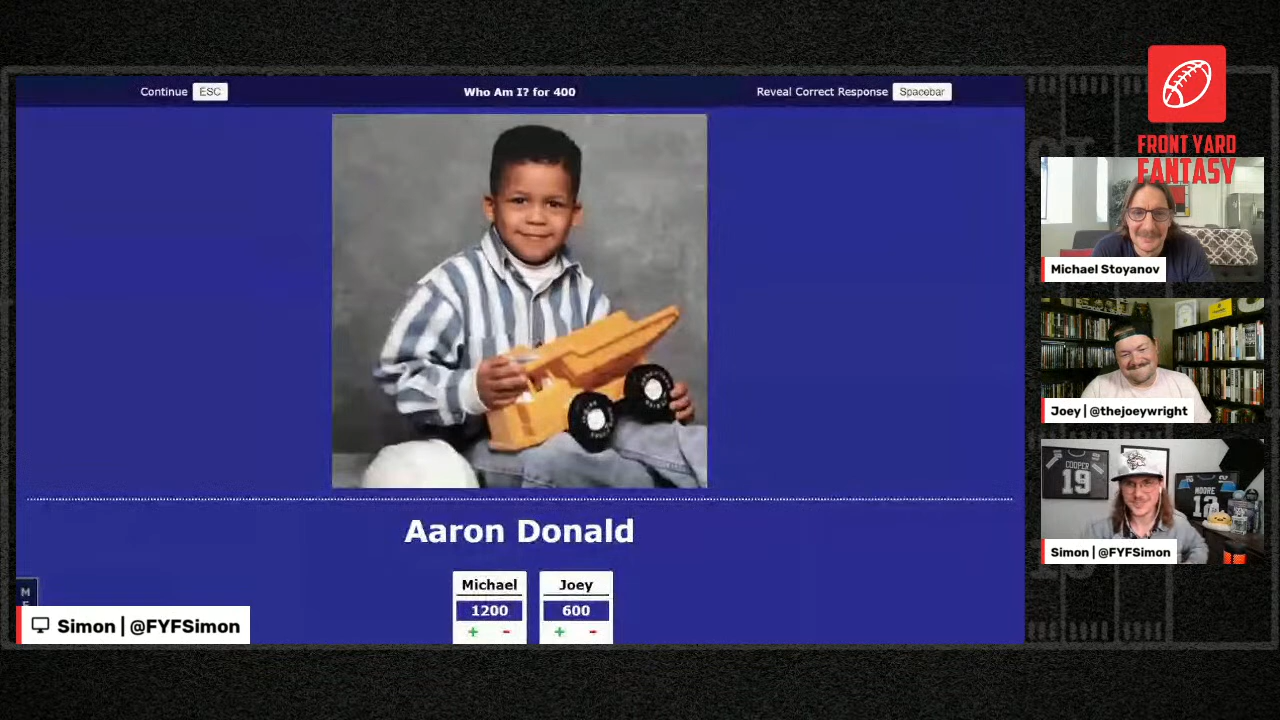 Continue ESC
Who Am I? for 400
Reveal Correct Response Spacebar
FRONT YARD
FANTASY
Michael Stoyanov
Joey | @thejoeywright
COOPER
19
MOORE
12
Simon | @FYFSimon
Aaron Donald
Michael
1200
+ -
Joey
600
+ -
M
Simon | @FYFSimon